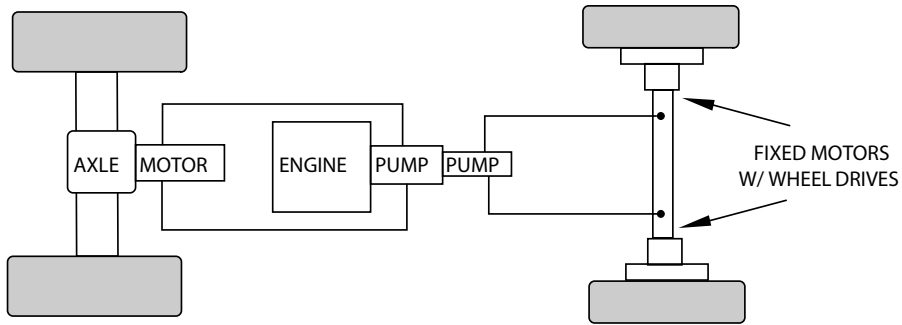 AXLE
MOTOR
ENGINE
PUMP
PUMP
FIXED MOTORS
W/ WHEEL DRIVES